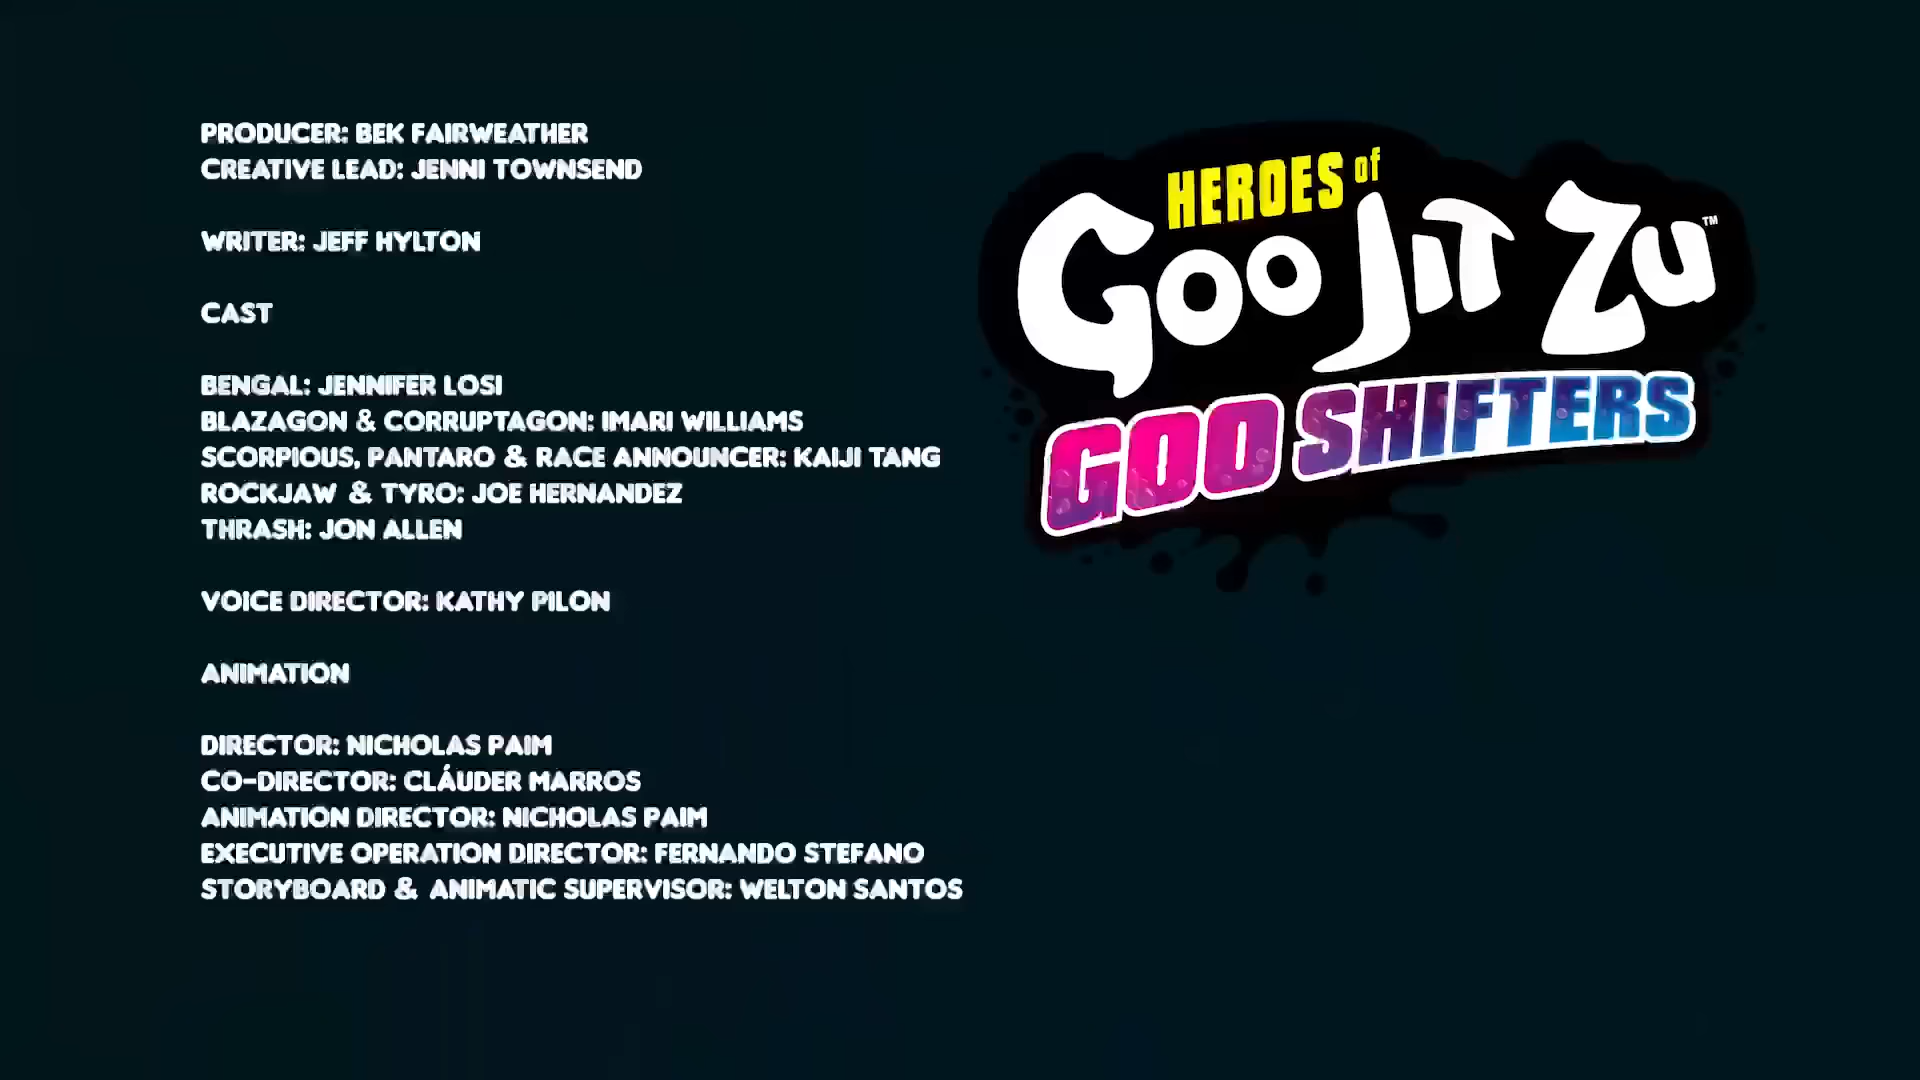 PRODUCER: BEK FAIRWEATHER
CREATIVE LEAD: JENNI TOWNSEND
WRITER: JEFF HYLTON
CAST
BENGAL: JENNIFER LOSI
BLAZAGON & CORRUPTAGON: IMARI WILLIAMS
SCORPIOUS, PANTARO & RACE ANNOUNCER: KAIJI TANG
ROCKJAW & TYRO: JOE HERNANDEZ
THRASH: JON ALLEN
VOICE DIRECTOR: KATHY PILON
ANIMATION
DIRECTOR: NICHOLAS PAIM
CO-DIRECTOR: CLÁUDER MARROS
ANIMATION DIRECTOR: NICHOLAS PAIM
EXECUTIVE OPERATION DIRECTOR: FERNANDO STEFANO
STORYBOARD & ANIMATIC SUPERVISOR: WELTON SANTOS
HEROES of
GOO JIT ZU™
GOO SHIFTERS